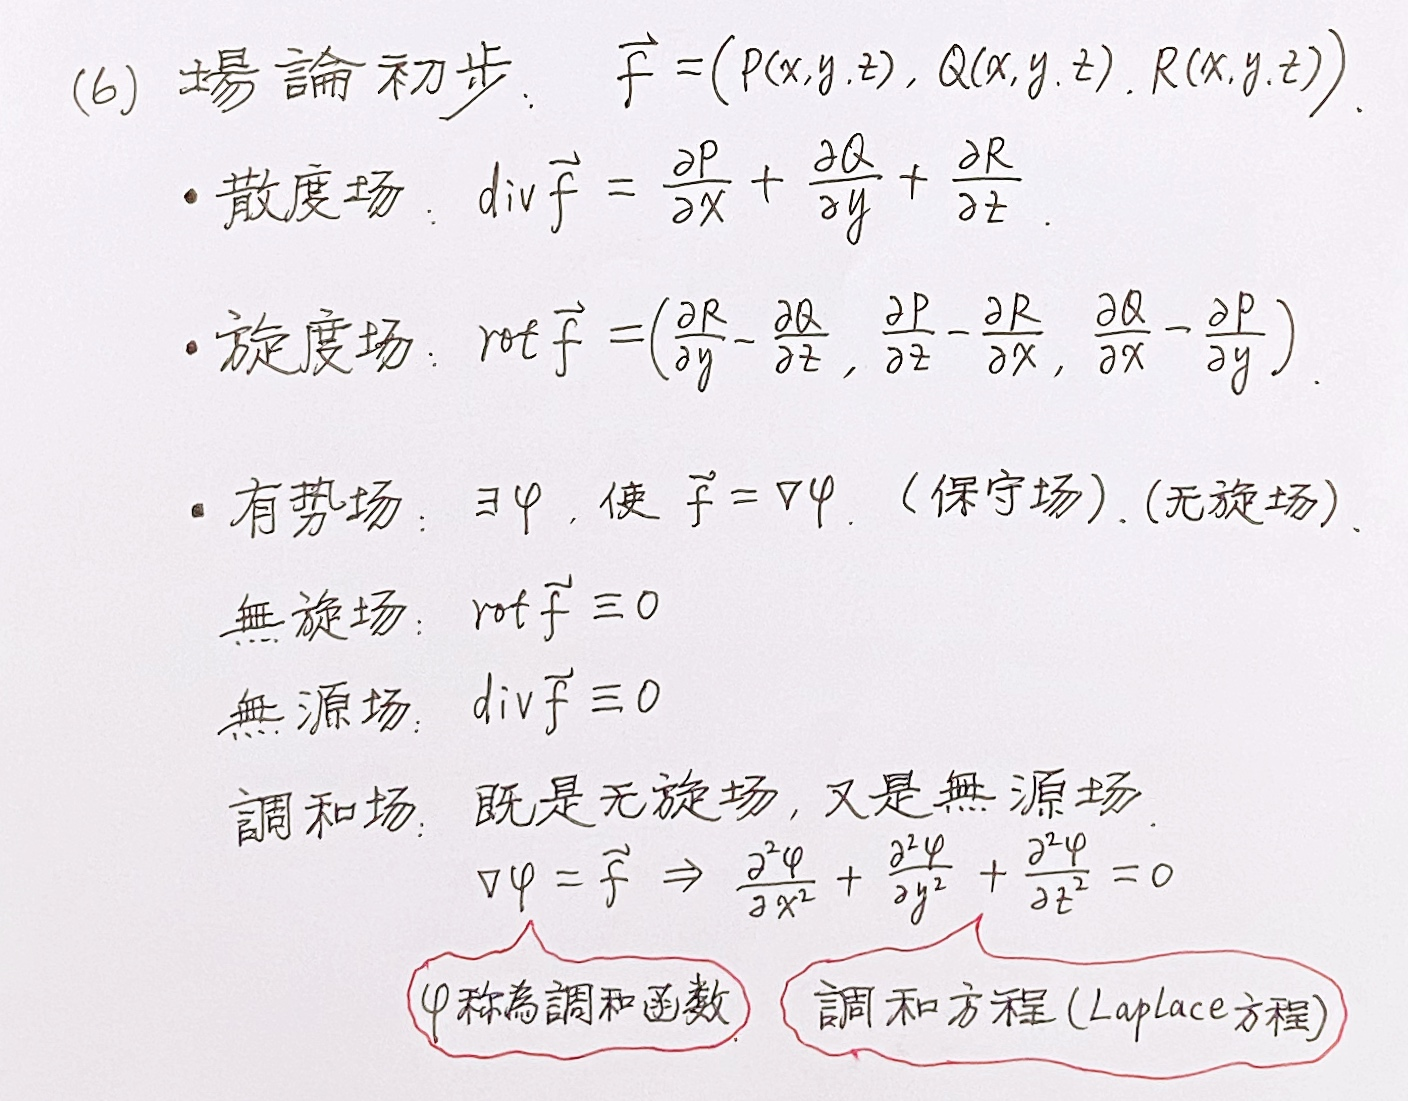 (6) 場論初步. f⃗ = (P(x,y.z), Q(x,y.z). R(x,y.z)).
• 散度场: div f⃗ = ∂P/∂x + ∂Q/∂y + ∂R/∂z.
• 旋度场: rot f⃗ = (∂R/∂y - ∂Q/∂z, ∂P/∂z - ∂R/∂x, ∂Q/∂x - ∂P/∂y).
• 有势场: ∃φ. 使 f⃗ = ∇φ. (保守场). (无旋场).
無旋场: rot f⃗ ≡ 0
無源场: div f⃗ ≡ 0
調和场: 既是无旋场, 又是無源场.
∇φ = f⃗ ⇒ ∂²φ/∂x² + ∂²φ/∂y² + ∂²φ/∂z² = 0
φ称為調和函数.
調和方程(Laplace方程)